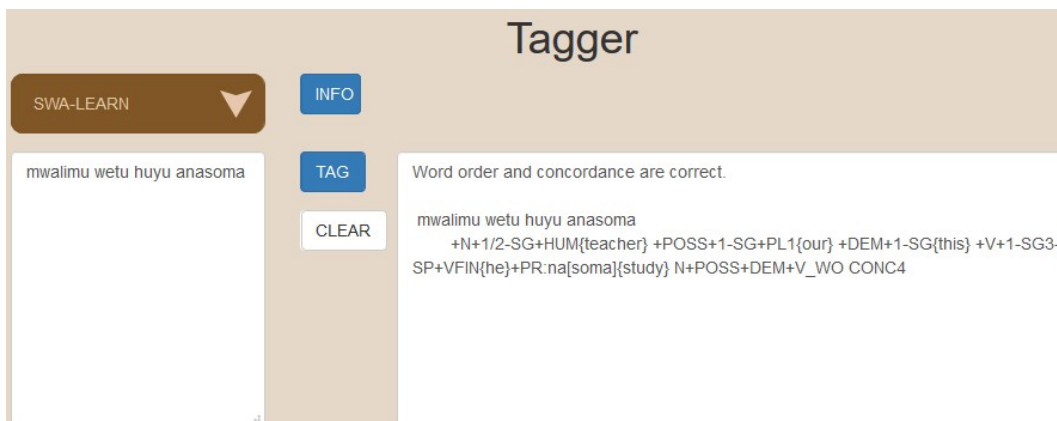 Tagger
SWA-LEARN
INFO
mwalimu wetu huyu anasoma
TAG
CLEAR
Word order and concordance are correct.
mwalimu wetu huyu anasoma
+N+1/2-SG+HUM{teacher} +POSS+1-SG+PL1{our} +DEM+1-SG{this} +V+1-SG3-
SP+VFIN{he}+PR:na[soma]{study} N+POSS+DEM+V_WO CONC4